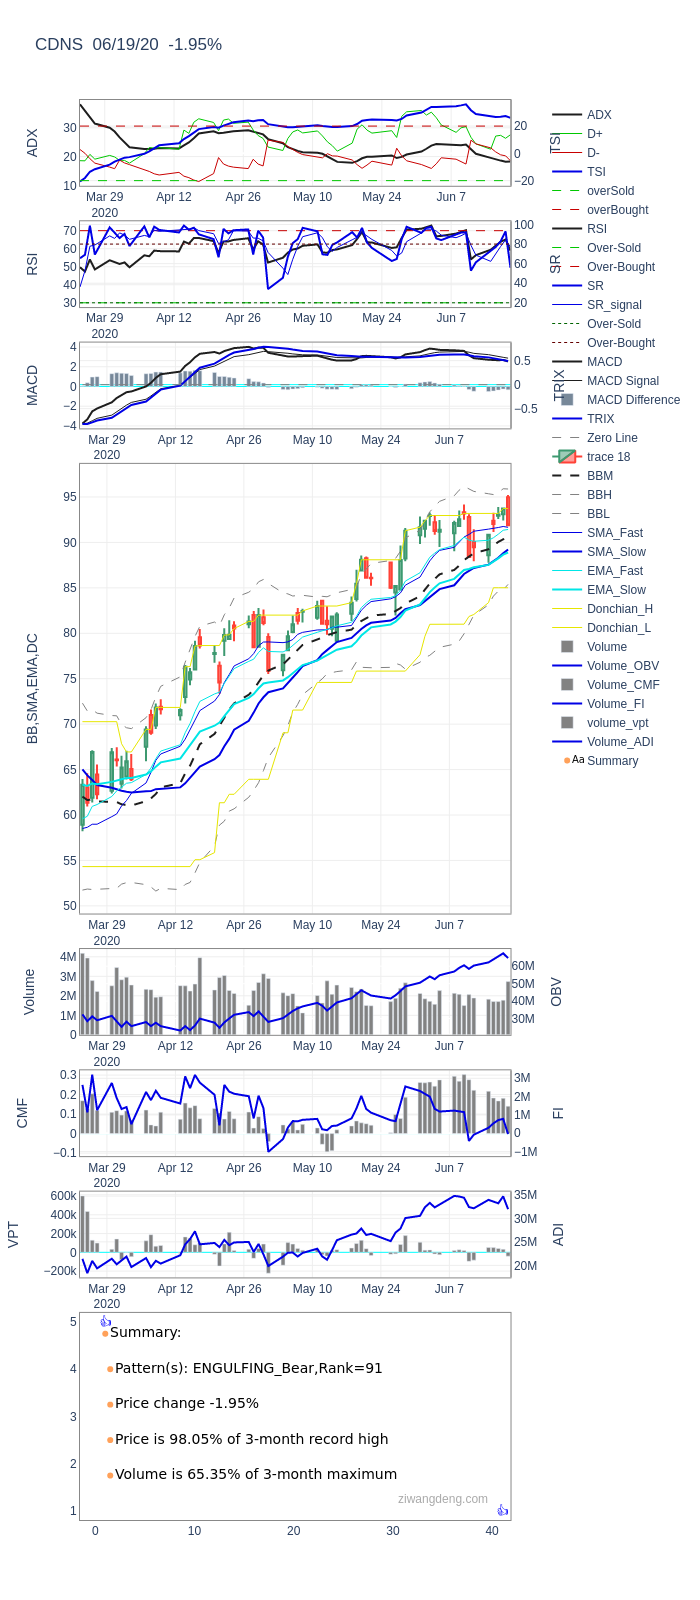 CDNS  06/19/20  -1.95%
ADX
30
20
10
20
0
−20
TSI
Mar 29
2020
Apr 12
Apr 26
May 10
May 24
Jun 7
RSI
70
60
50
40
30
100
80
60
40
20
SR
Mar 29
2020
Apr 12
Apr 26
May 10
May 24
Jun 7
MACD
4
2
0
−2
−4
0.5
−0.5
TRIX
Mar 29
2020
Apr 12
Apr 26
May 10
May 24
Jun 7
BB,SMA,EMA,DC
95
90
85
80
75
70
65
60
55
50
Mar 29
2020
Apr 12
Apr 26
May 10
May 24
Jun 7
Volume
4M
3M
2M
1M
0
60M
50M
40M
30M
OBV
Mar 29
2020
Apr 12
Apr 26
May 10
May 24
Jun 7
CMF
0.3
0.2
0.1
0
−0.1
3M
2M
1M
0
−1M
FI
Mar 29
2020
Apr 12
Apr 26
May 10
May 24
Jun 7
VPT
600k
400k
200k
0
−200k
35M
30M
25M
20M
ADI
Mar 29
2020
Apr 12
Apr 26
May 10
May 24
Jun 7
5
4
3
2
1
👍
Summary:
Pattern(s): ENGULFING_Bear,Rank=91
Price change -1.95%
Price is 98.05% of 3-month record high
Volume is 65.35% of 3-month maximum
ziwangdeng.com
👍
0
10
20
30
40
ADX
D+
D-
TSI
overSold
overBought
RSI
Over-Sold
Over-Bought
SR
SR_signal
Over-Sold
Over-Bought
MACD
MACD Signal
MACD Difference
TRIX
Zero Line
trace 18
BBM
BBH
BBL
SMA_Fast
SMA_Slow
EMA_Fast
EMA_Slow
Donchian_H
Donchian_L
Volume
Volume_OBV
Volume_CMF
Volume_FI
volume_vpt
Volume_ADI
Aa Summary